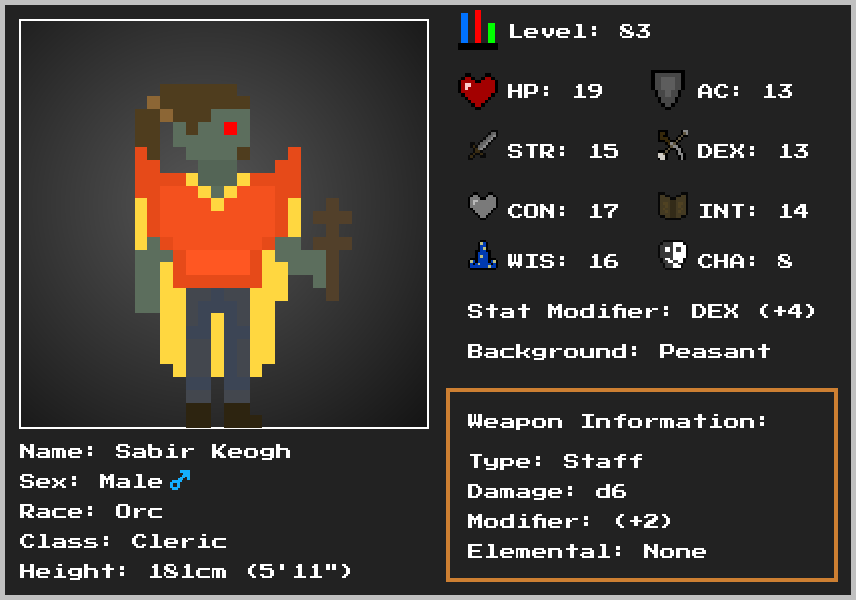 Level: 83
HP: 19
AC: 13
STR: 15
DEX: 13
CON: 17
INT: 14
WIS: 16
CHA: 8
Stat Modifier: DEX (+4)
Background: Peasant
Weapon Information:
Type: Staff
Damage: d6
Modifier: (+2)
Elemental: None
Name: Sabir Keogh
Sex: Male ♂
Race: Orc
Class: Cleric
Height: 181cm (5'11")